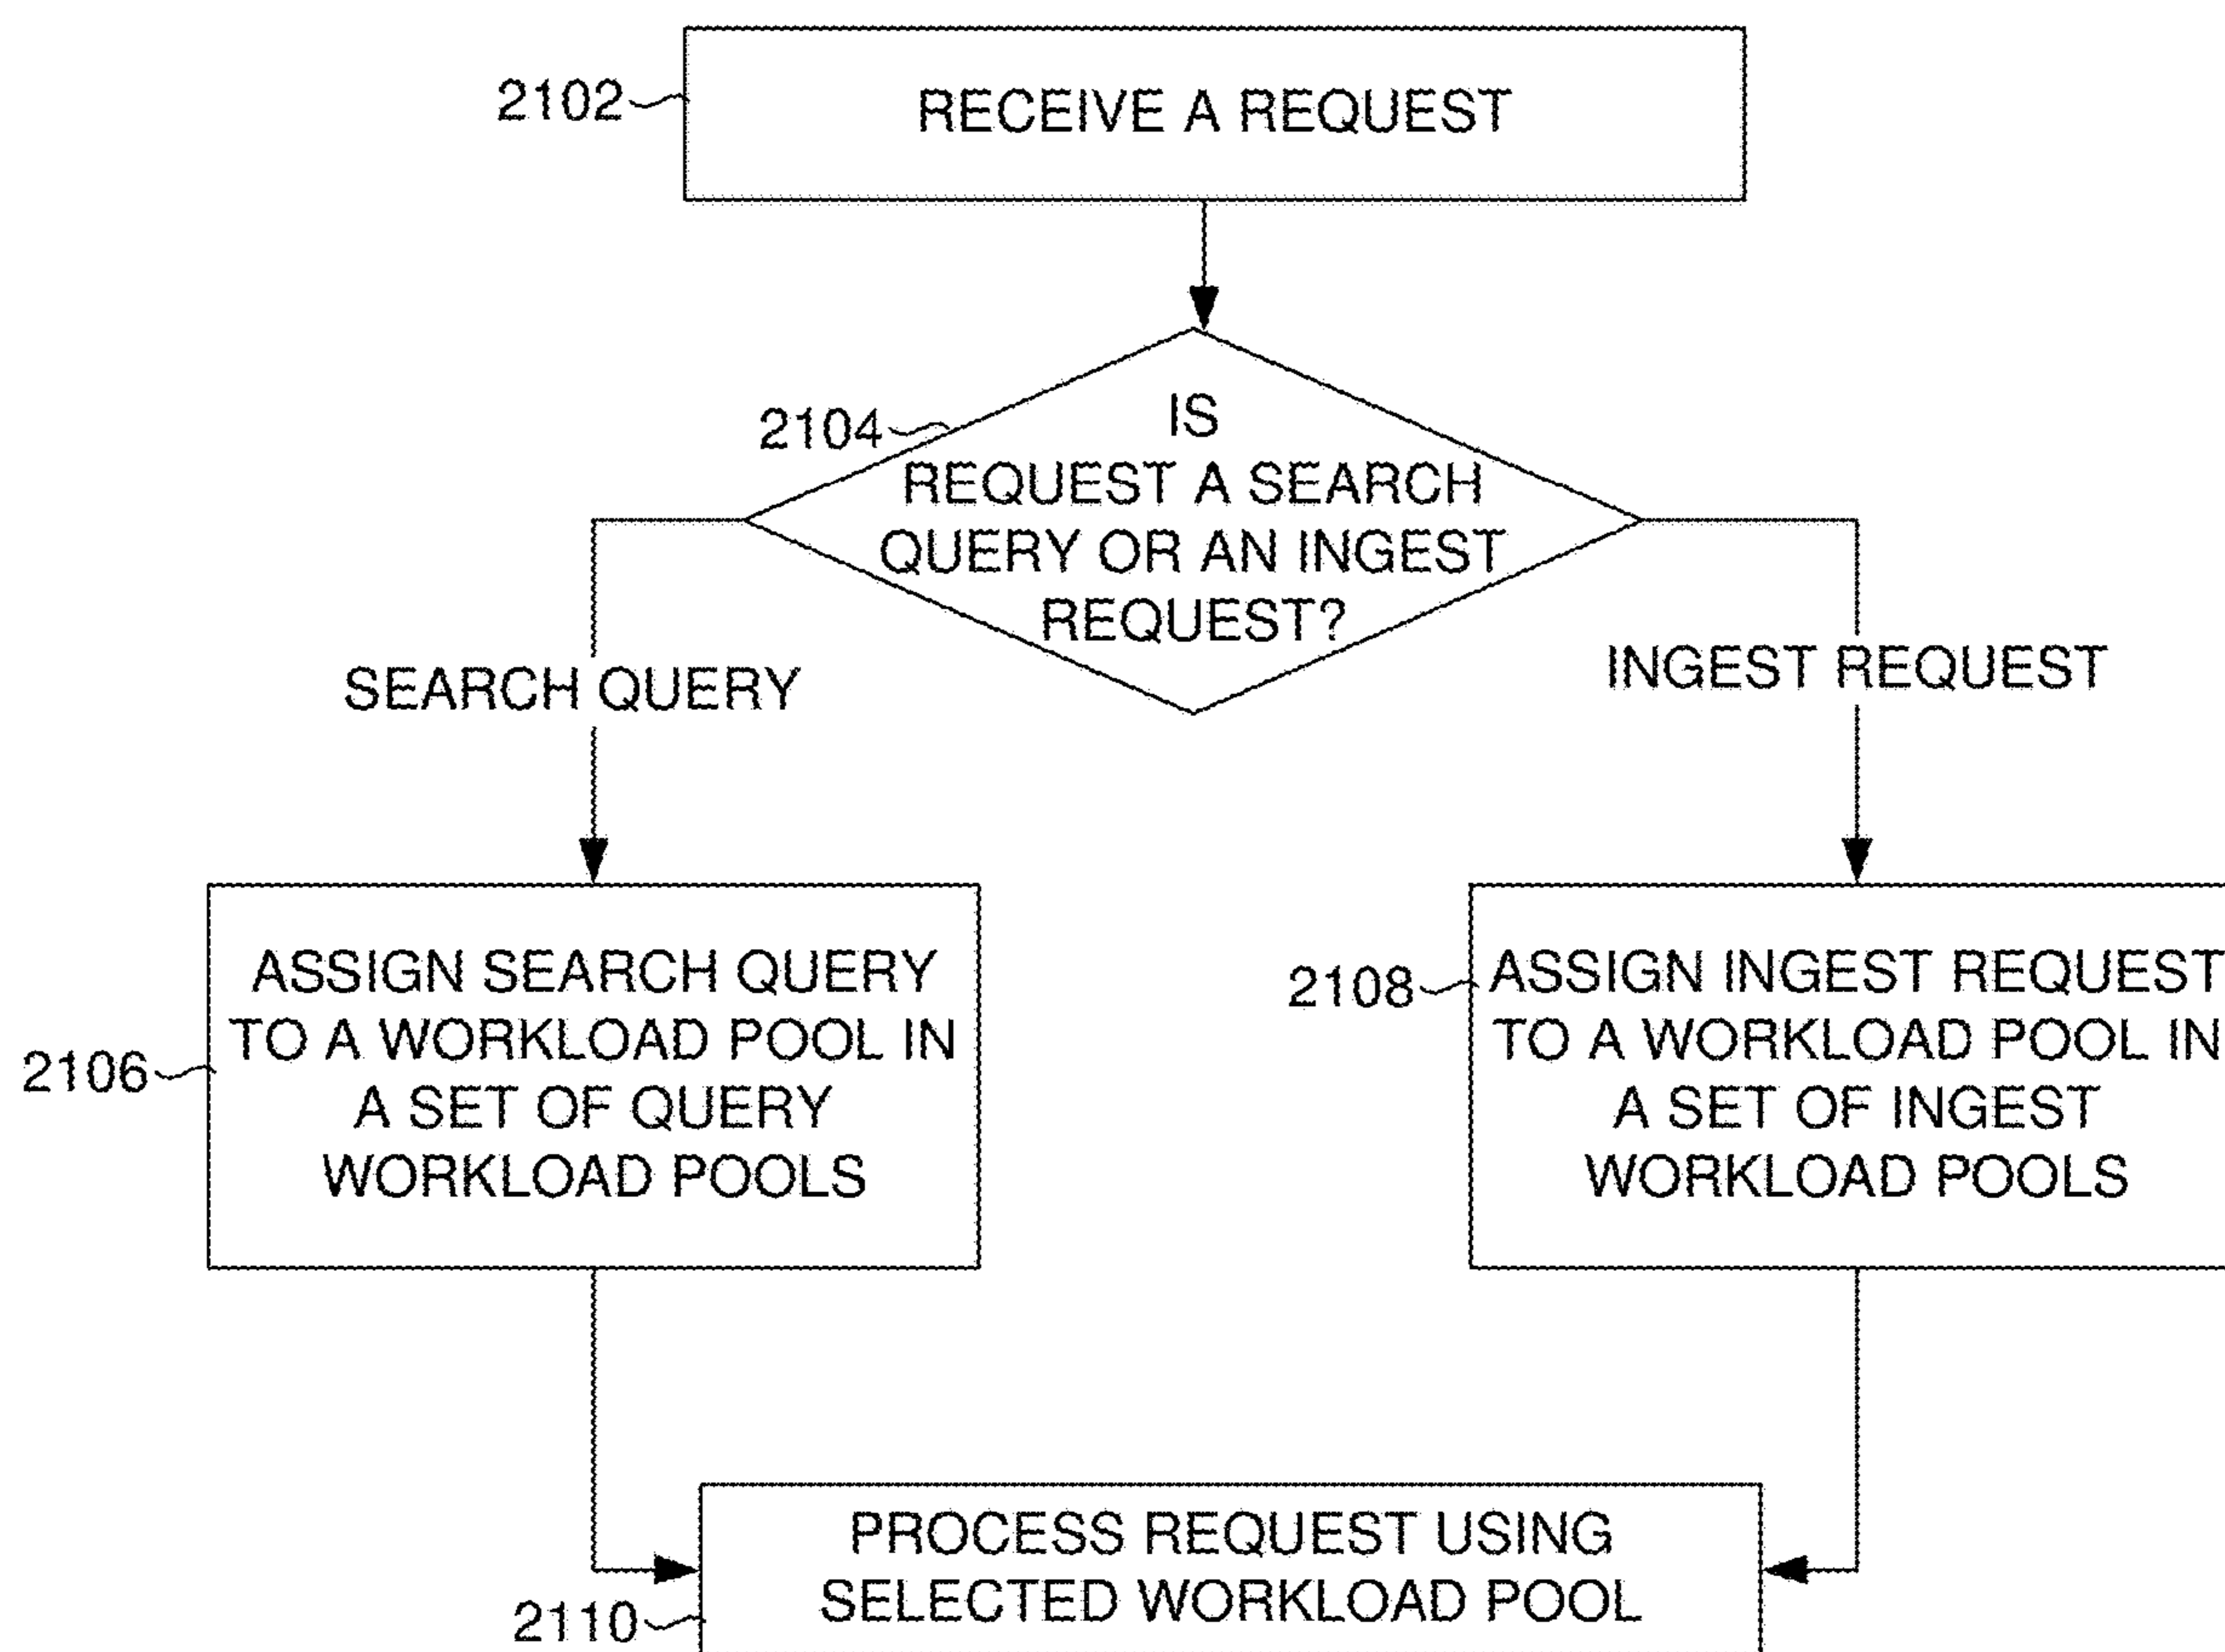 2102
RECEIVE A REQUEST
2104
IS
REQUEST A SEARCH
QUERY OR AN INGEST
REQUEST?
SEARCH QUERY
INGEST REQUEST
2106
ASSIGN SEARCH QUERY
TO A WORKLOAD POOL IN
A SET OF QUERY
WORKLOAD POOLS
2108
ASSIGN INGEST REQUEST
TO A WORKLOAD POOL IN
A SET OF INGEST
WORKLOAD POOLS
PROCESS REQUEST USING
SELECTED WORKLOAD POOL
2110